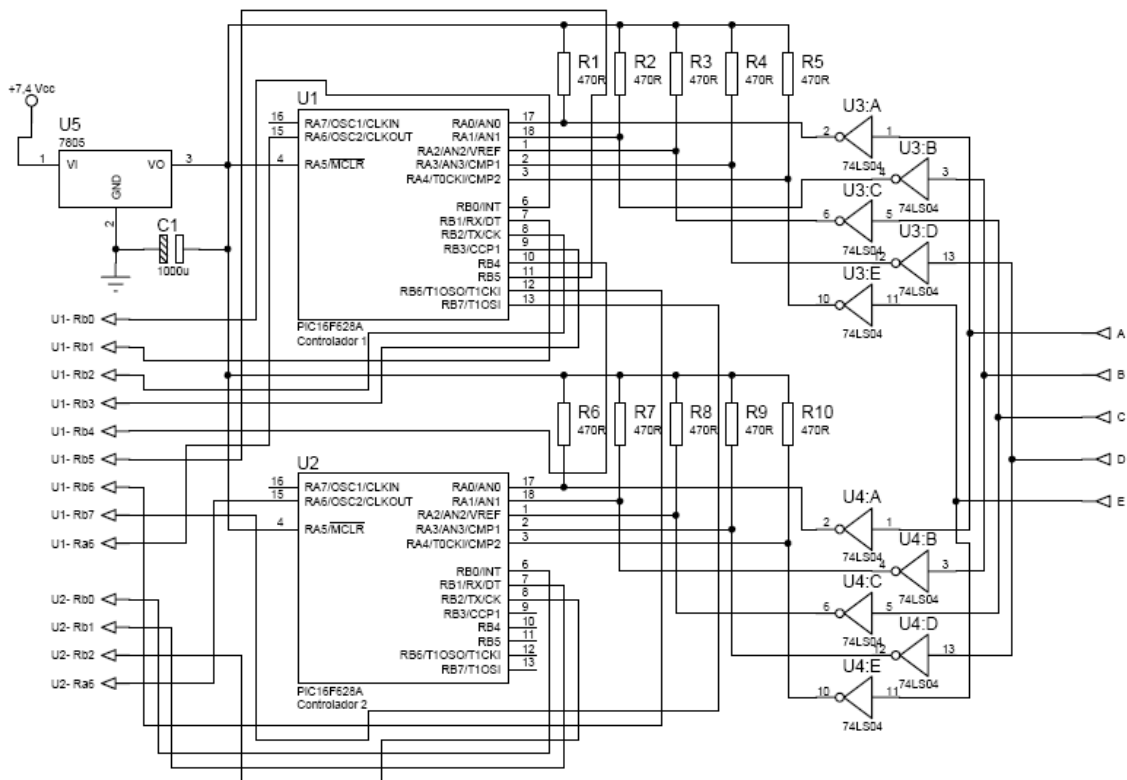 +7,4 Vcc
U5
7805
1
VI
VO
3
GND
2
C1
1000u
U1
16
RA7/OSC1/CLKIN
15
RA6/OSC2/CLKOUT
4
RA5/MCLR
RA0/AN0
17
RA1/AN1
18
RA2/AN2/VREF
1
RA3/AN3/CMP1
2
RA4/T0CKI/CMP2
3
RB0/INT
6
RB1/RX/DT
7
RB2/TX/CK
8
RB3/CCP1
9
RB4
10
RB5
11
RB6/T1OSO/T1CKI
12
RB7/T1OSI
13
PIC16F628A
Controlador 1
R1
470R
R2
470R
R3
470R
R4
470R
R5
470R
U3:A
2
1
74LS04
U3:B
4
3
74LS04
U3:C
6
5
74LS04
U3:D
12
13
74LS04
U3:E
10
11
74LS04
U1- Rb0
U1- Rb1
U1- Rb2
U1- Rb3
U1- Rb4
U1- Rb5
U1- Rb6
U1- Rb7
U1- Ra6
U2- Rb0
U2- Rb1
U2- Rb2
U2- Ra6
A
B
C
D
E
R6
470R
R7
470R
R8
470R
R9
470R
R10
470R
U2
16
RA7/OSC1/CLKIN
15
RA6/OSC2/CLKOUT
4
RA5/MCLR
RA0/AN0
17
RA1/AN1
18
RA2/AN2/VREF
1
RA3/AN3/CMP1
2
RA4/T0CKI/CMP2
3
RB0/INT
6
RB1/RX/DT
7
RB2/TX/CK
8
RB3/CCP1
9
RB4
10
RB5
11
RB6/T1OSO/T1CKI
12
RB7/T1OSI
13
PIC16F628A
Controlador 2
U4:A
2
1
74LS04
U4:B
4
3
74LS04
U4:C
6
5
74LS04
U4:D
12
13
74LS04
U4:E
10
11
74LS04